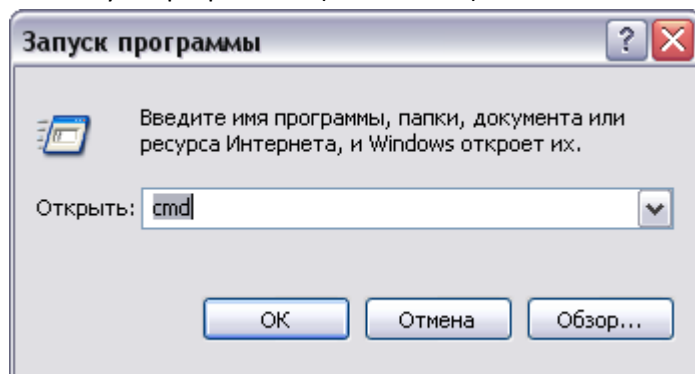 Запуск программы
Введите имя программы, папки, документа или
ресурса Интернета, и Windows откроет их.
Открыть: cmd
ОК Отмена Обзор...